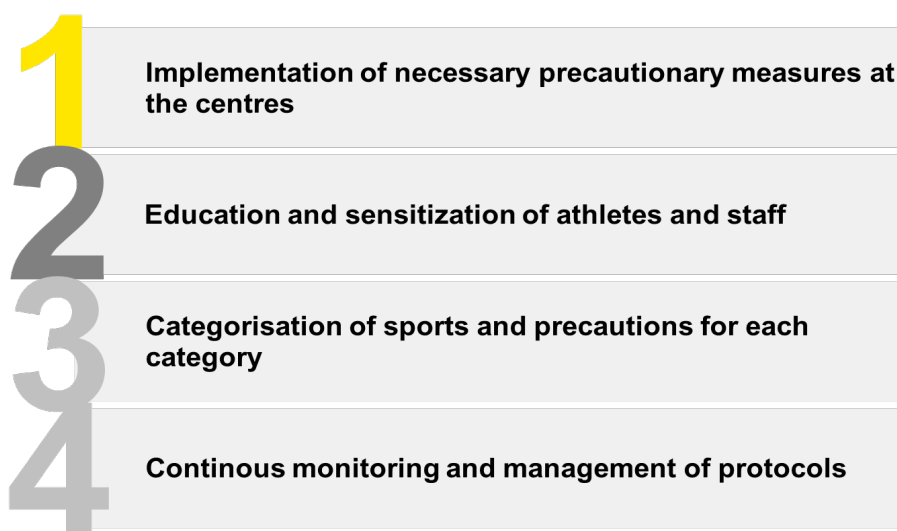 1
Implementation of necessary precautionary measures at
the centres
2
Education and sensitization of athletes and staff
3
Categorisation of sports and precautions for each
category
4
Continous monitoring and management of protocols